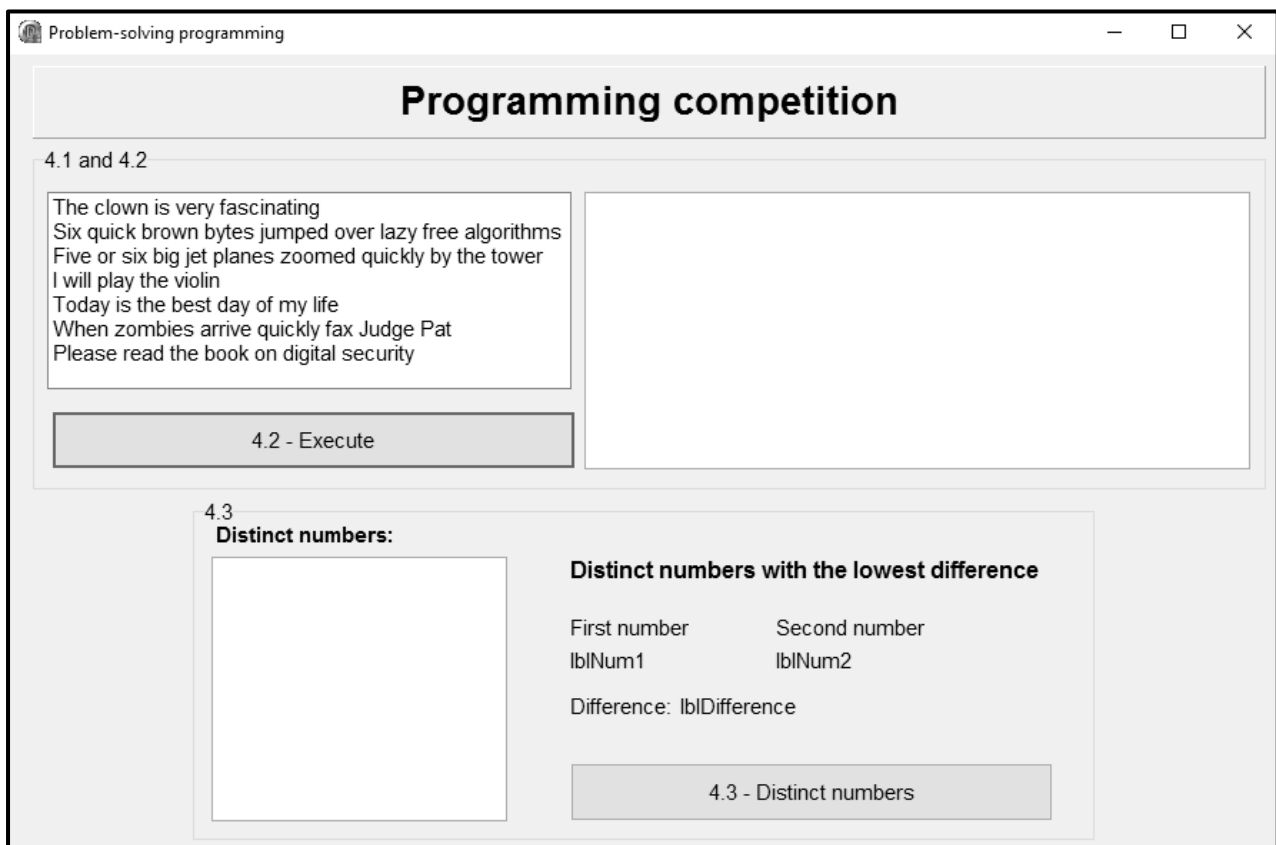 Problem-solving programming
Programming competition
4.1 and 4.2
The clown is very fascinating
Six quick brown bytes jumped over lazy free algorithms
Five or six big jet planes zoomed quickly by the tower
I will play the violin
Today is the best day of my life
When zombies arrive quickly fax Judge Pat
Please read the book on digital security
4.2 - Execute
4.3
Distinct numbers:
Distinct numbers with the lowest difference
First number Second number
lblNum1 lblNum2
Difference: lblDifference
4.3 - Distinct numbers